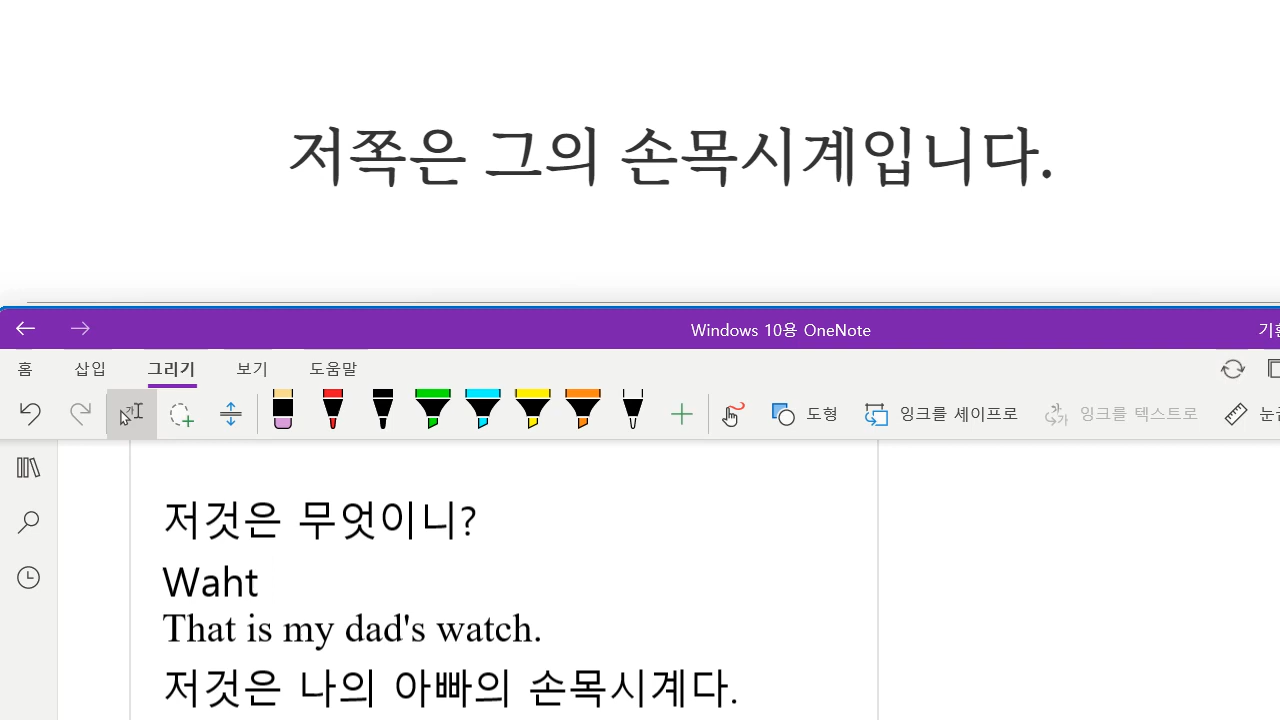 저쪽은 그의 손목시계입니다.
Windows 10용 OneNote
홈 삽입 그리기 보기 도움말
도형 잉크를 셰이프로 잉크를 텍스트로
저것은 무엇이니?
Waht
That is my dad's watch.
저것은 나의 아빠의 손목시계다.